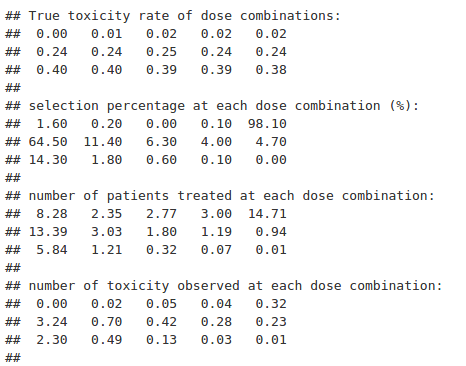 ## True toxicity rate of dose combinations:
##  0.00   0.01   0.02   0.02   0.02
##  0.24   0.24   0.25   0.24   0.24
##  0.40   0.40   0.39   0.39   0.38
##
## selection percentage at each dose combination (%):
##  1.60   0.20   0.00   0.10  98.10
## 64.50  11.40   6.30   4.00   4.70
## 14.30   1.80   0.60   0.10   0.00
##
## number of patients treated at each dose combination:
##  8.28   2.35   2.77   3.00  14.71
## 13.39   3.03   1.80   1.19   0.94
##  5.84   1.21   0.32   0.07   0.01
##
## number of toxicity observed at each dose combination:
##  0.00   0.02   0.05   0.04   0.32
##  3.24   0.70   0.42   0.28   0.23
##  2.30   0.49   0.13   0.03   0.01
##